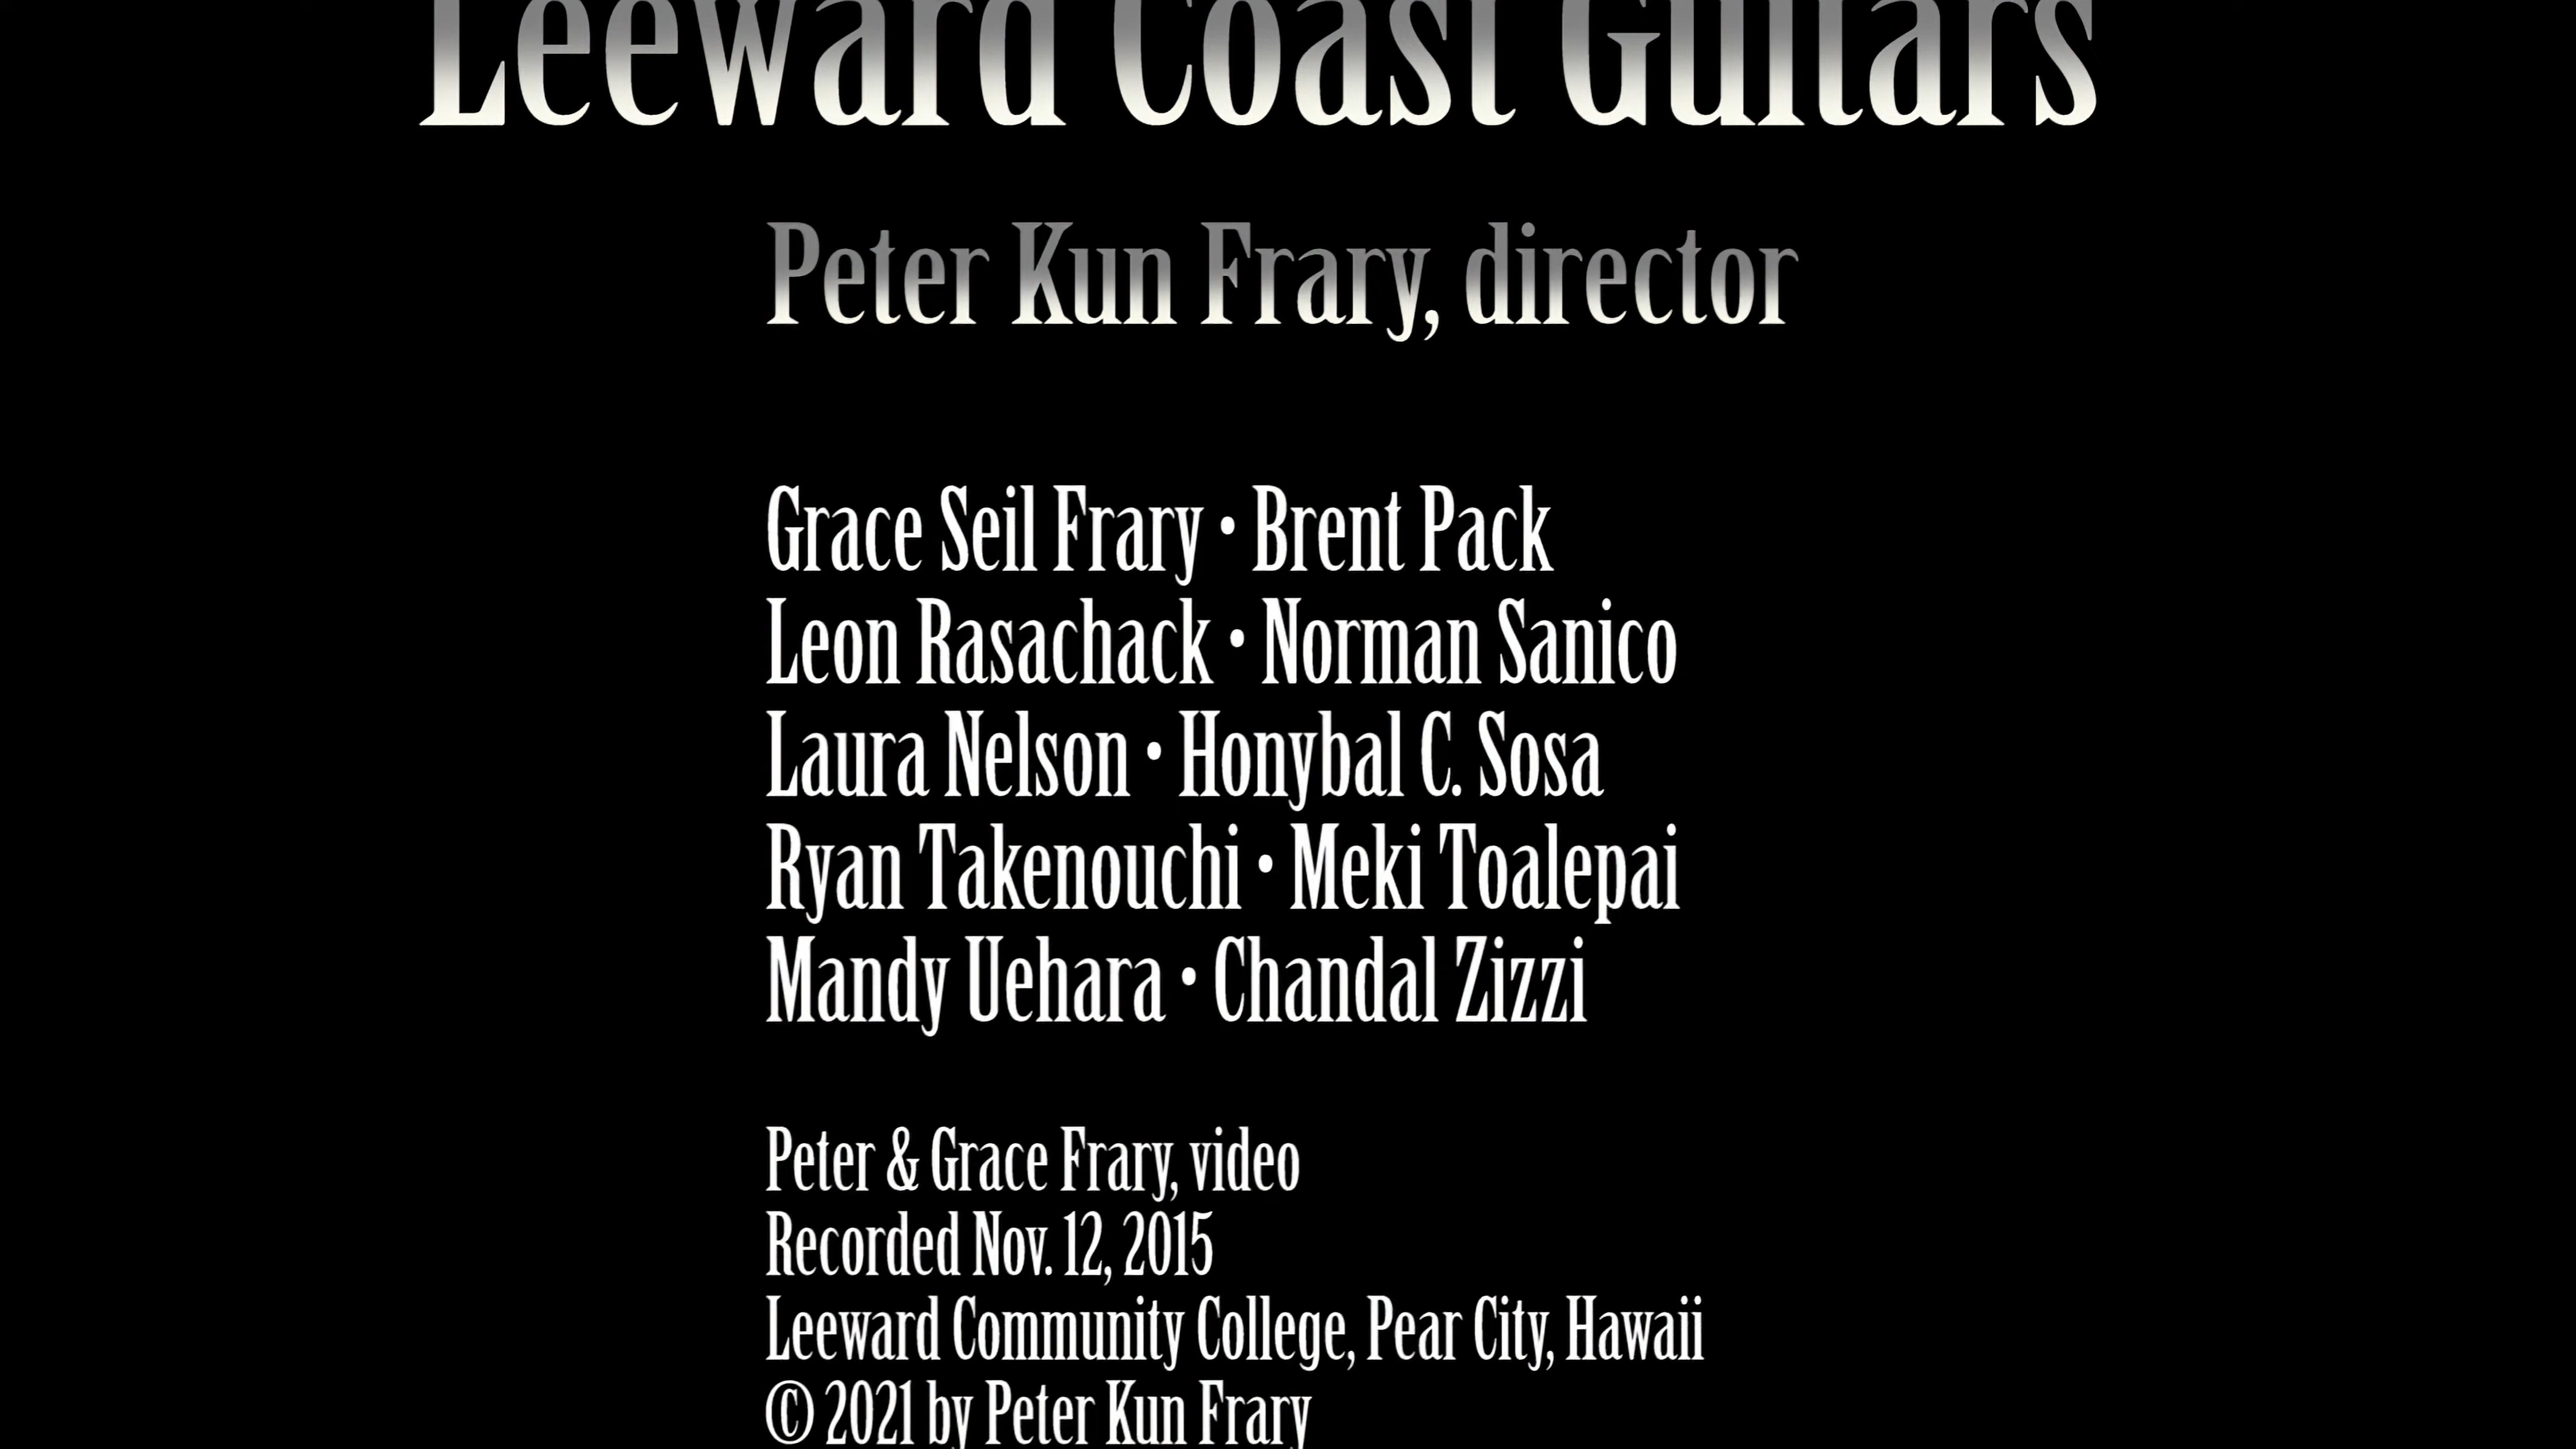 Leeward Coast Guitars
Peter Kun Frary, director
Grace Seil Frary • Brent Pack
Leon Rasachack • Norman Sanico
Laura Nelson • Honybal C. Sosa
Ryan Takenouchi • Meki Toalepai
Mandy Uehara • Chandal Zizzi
Peter & Grace Frary, video
Recorded Nov. 12, 2015
Leeward Community College, Pear City, Hawaii
© 2021 by Peter Kun Frary